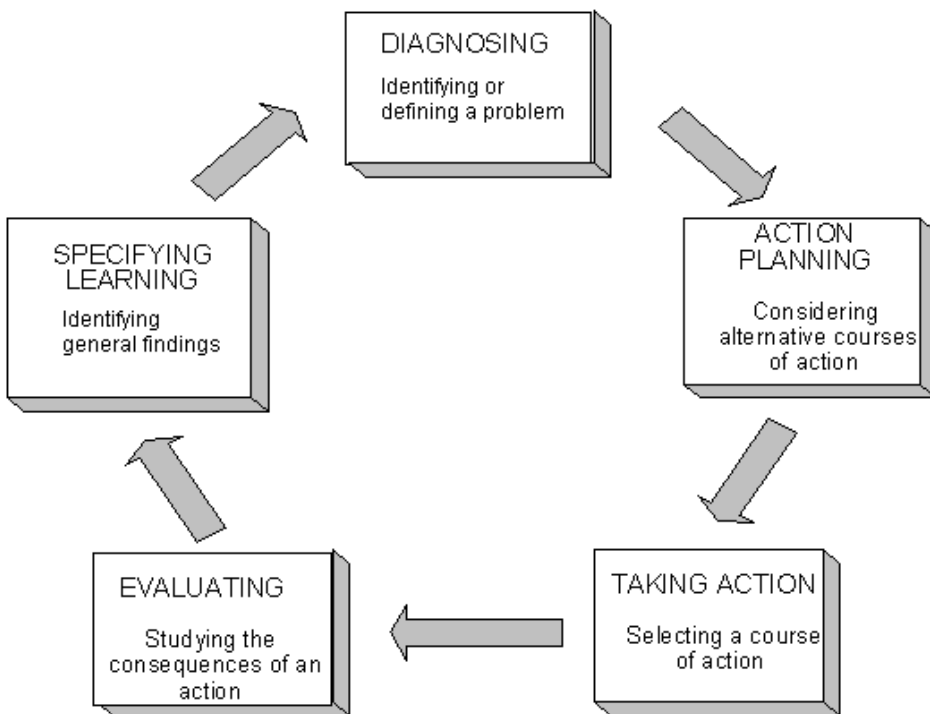 DIAGNOSING
Identifying or
defining a problem
ACTION
PLANNING
Considering
alternative courses
of action
TAKING ACTION
Selecting a course
of action
EVALUATING
Studying the
consequences of an
action
SPECIFYING
LEARNING
Identifying
general findings